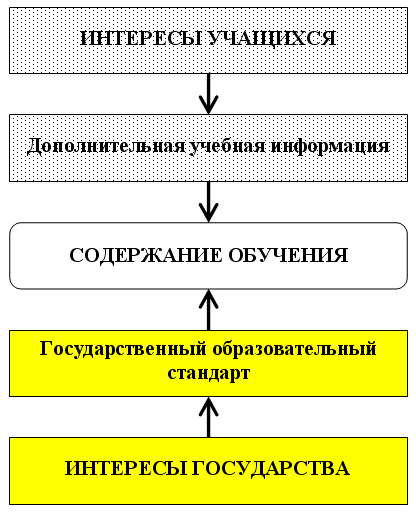 ИНТЕРЕСЫ УЧАЩИХСЯ
Дополнительная учебная информация
СОДЕРЖАНИЕ ОБУЧЕНИЯ
Государственный образовательный
стандарт
ИНТЕРЕСЫ ГОСУДАРСТВА